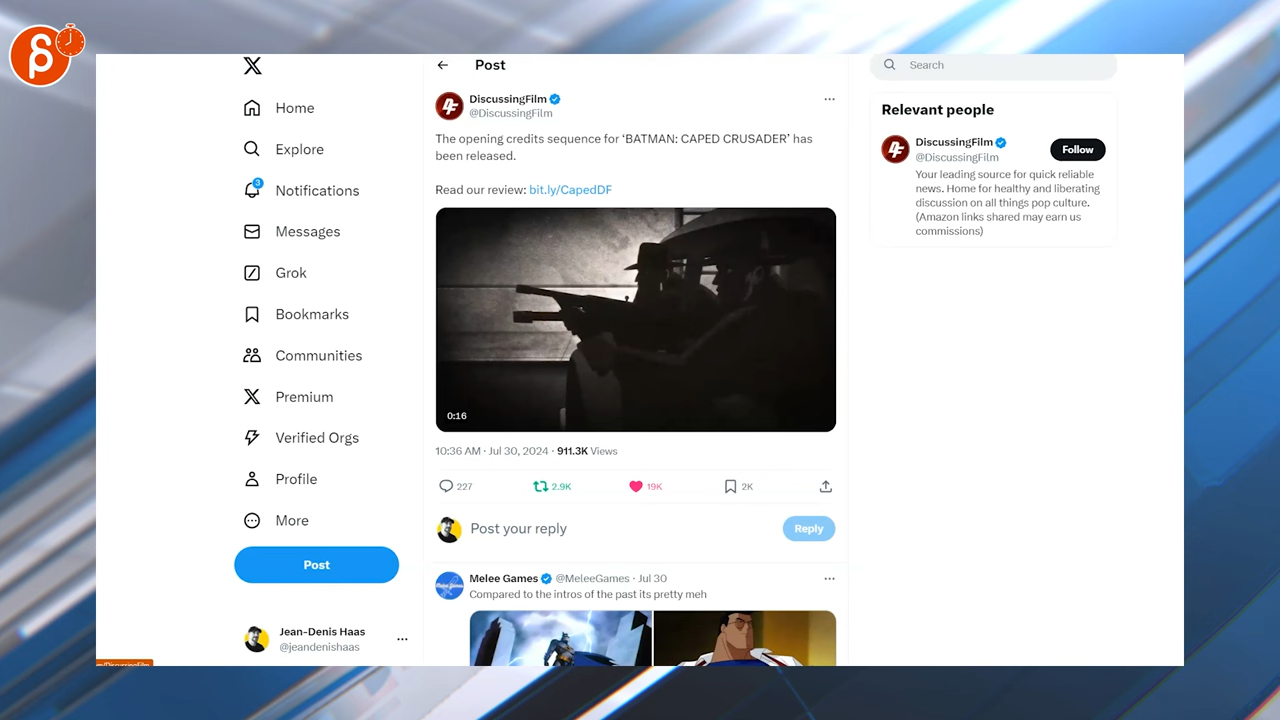 Post
Search
Home
Explore
3
Notifications
Messages
Grok
Bookmarks
Communities
Premium
Verified Orgs
Profile
More
Post
Jean-Denis Haas
@jeandenishaas
DiscussingFilm
@DiscussingFilm
The opening credits sequence for ‘BATMAN: CAPED CRUSADER’ has
been released.
Read our review: bit.ly/CapedDF
0:16
10:36 AM · Jul 30, 2024 · 911.3K Views
227 2.9K 19K 2K
Post your reply
Reply
Melee Games @MeleeGames · Jul 30
Compared to the intros of the past its pretty meh
Relevant people
DiscussingFilm
@DiscussingFilm
Follow
Your leading source for quick reliable
news. Home for healthy and liberating
discussion on all things pop culture.
(Amazon links shared may earn us
commissions)